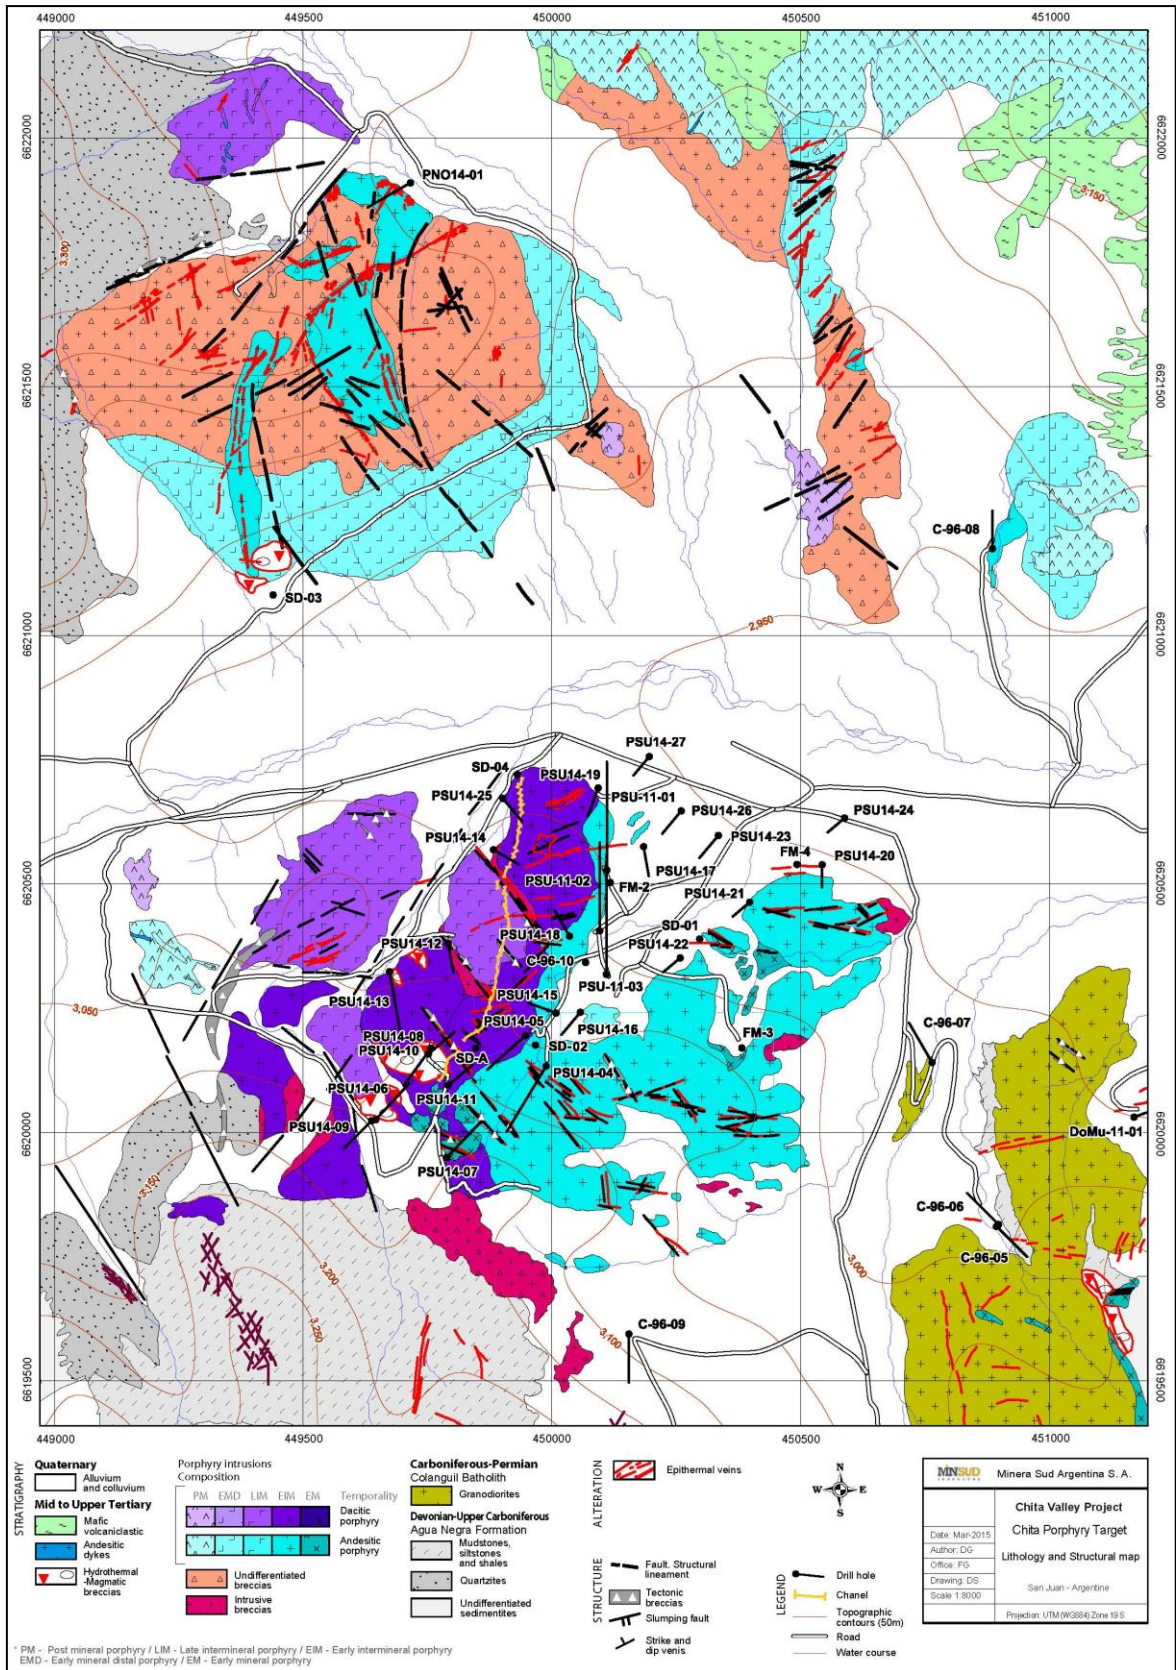 449000 449500 450000 450500 451000
6622000
6622000
PNO14-01
3,150
3,300
6621500
6621500
C-96-08
SD-03
6621000
2,950
6621000
PSU14-27
SD-04
PSU14-19
PSU14-25
PSU-11-01
PSU14-26
PSU14-24
PSU14-14
PSU14-23
FM-4
PSU14-20
PSU14-17
6620500
PSU-11-02
FM-2
6620500
PSU14-21
PSU14-12
PSU14-18
SD-01
PSU14-22
C-96-10
PSU14-13
PSU-11-03
3,050
PSU14-15
PSU14-05
PSU14-16
PSU14-08
PSU14-10
SD-A
SD-02
FM-3
C-96-07
PSU14-04
PSU14-06
PSU14-11
6620000
PSU14-09
DoMu-11-01
6620000
PSU14-07
3,150
C-96-06
C-96-05
3,200
3,000
3,250
C-96-09
3,100
6619500
6619500
449000 449500 450000 450500 451000
STRATIGRAPHY
Quaternary
Alluvium
and colluvium
Mid to Upper Tertiary
Mafic
volcaniclastic
Andesitic
dykes
Hydrothermal
-Magmatic
breccias
Porphyry intrusions
Composition
PM EMD LIM EIM EM Temporality
Dacitic
porphyry
Andesitic
porphyry
Undifferentiated
breccias
Intrusive
breccias
Carboniferous-Permian
Colanguil Batholith
Granodiorites
Devonian-Upper Carboniferous
Agua Negra Formation
Mudstones,
siltstones
and shales
Quartzites
Undifferentiated
sedimentites
ALTERATION
Epithermal veins
STRUCTURE
Fault. Structural
lineament
Tectonic
breccias
Slumping fault
Strike and
dip venis
N
W E
S
LEGEND
Drill hole
Chanel
Topographic
contours (50m)
Road
Water course
MINSUD
Minera Sud Argentina S. A.
Chita Valley Project
Chita Porphyry Target
Lithology and Structural map
San Juan - Argentine
Date: Mar-2015
Author: DG
Office: FG
Drawing: DS
Scale 1:8000
Projection: UTM (WGS84) Zone 19 S
* PM - Post mineral porphyry / LIM - Late intermineral porphyry / EIM - Early intermineral porphyry
EMD - Early mineral distal porphyry / EM - Early mineral porphyry